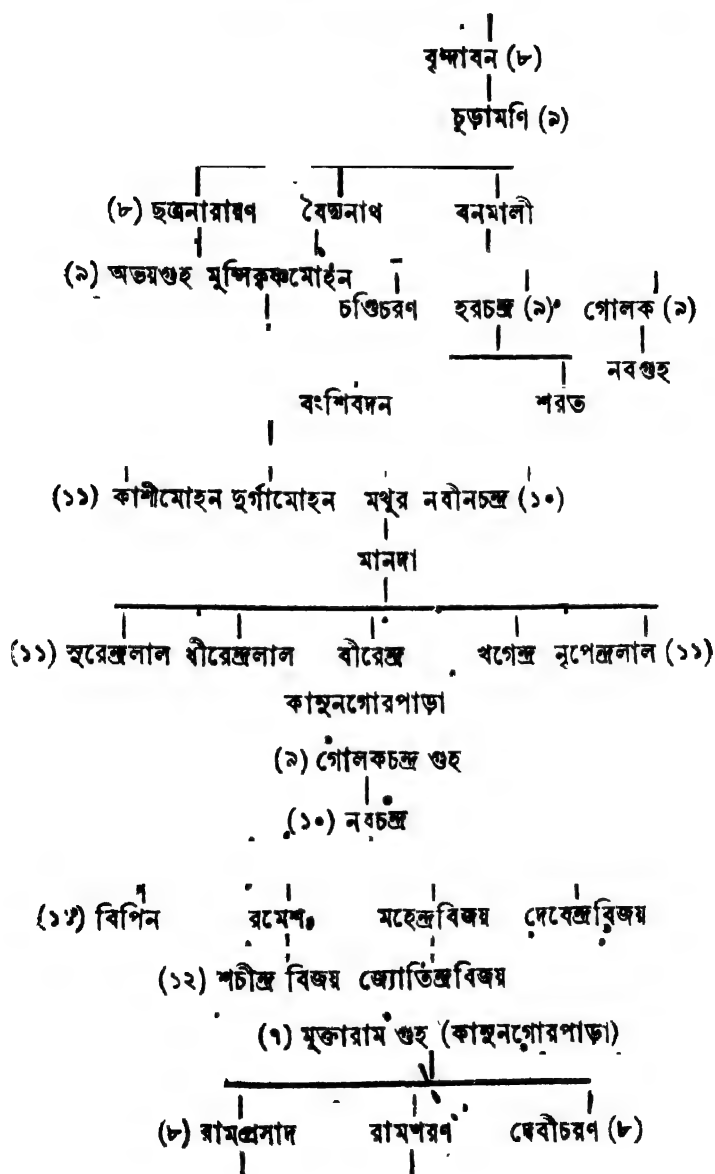 বৃন্দাবন (৮)
চূড়ামণি (৯)
(৮) ছত্রনারায়ণ বৈদ্যনাথ বনমালী
(৯) অভয়গুহ মুন্সিকৃষ্ণমোহন
চণ্ডিচরণ হরচন্দ্র (৯) গোলক (৯)
নবগুহ
বংশিবদন শরত
(১১) কাশীমোহন দুর্গামোহন মথুর নবীনচন্দ্র (১০)
মানদা
(১১) সুরেন্দ্রলাল ধীরেন্দ্রলাল বীরেন্দ্র খগেন্দ্র নৃপেন্দ্রলাল (১১)
কানুনগোরপাড়া
(৯) গোলকচন্দ্র গুহ
(১০) নবচন্দ্র
বিপিন রমেশ মহেন্দ্রবিজয় দেবেন্দ্রবিজয়
(১২) শচীন্দ্র বিজয় জ্যোতিন্দ্রবিজয়
(৭) মুক্তারাম গুহ (কানুনগোরপাড়া)
(৮) রামপ্রসাদ রামশরণ দেবীচরণ (৮)